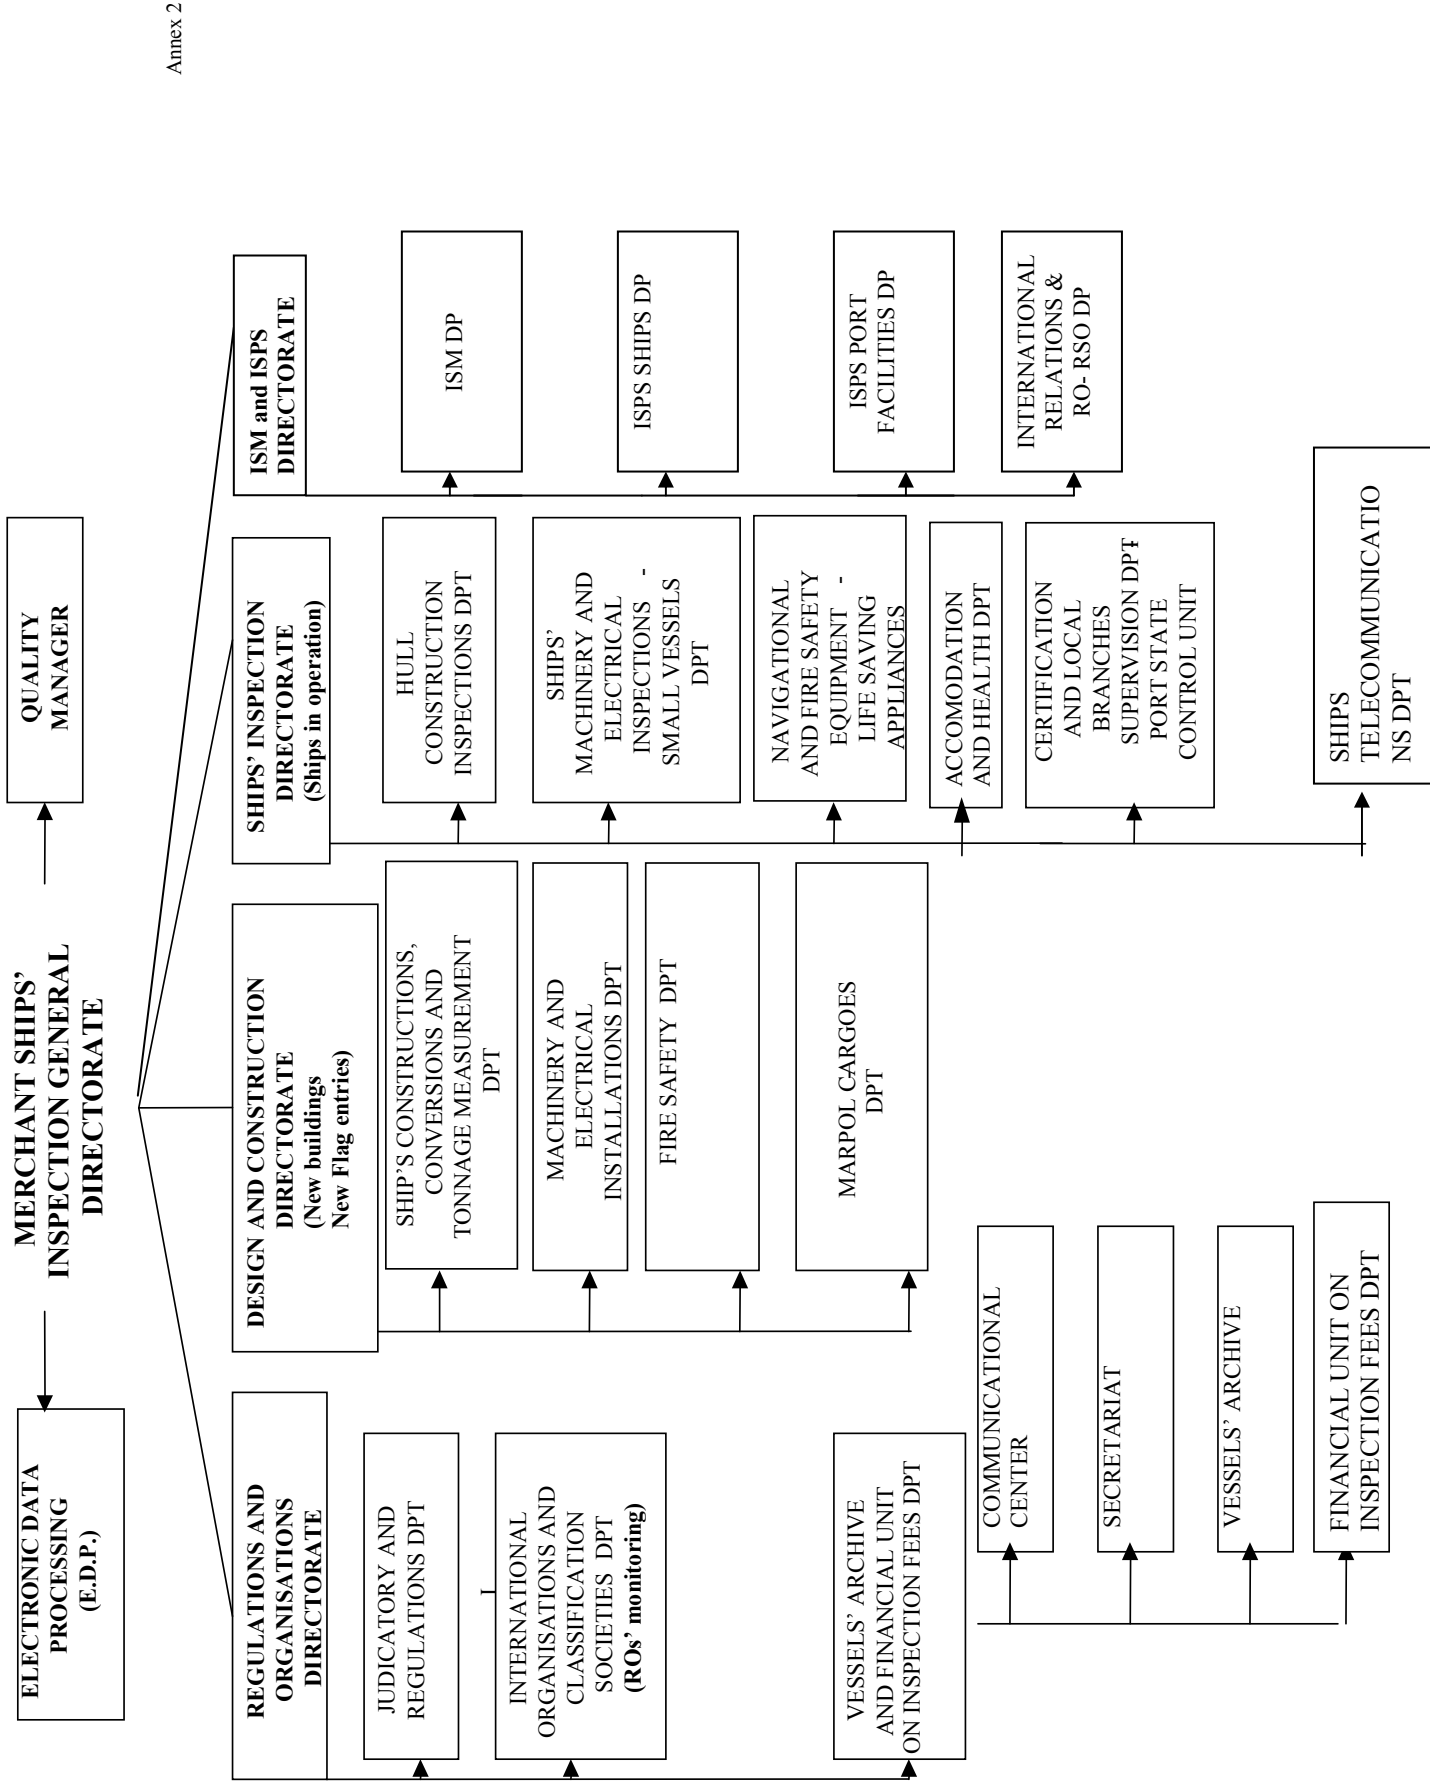 Annex 2
MERCHANT SHIPS’
INSPECTION GENERAL
DIRECTORATE
ELECTRONIC DATA
PROCESSING
(E.D.P.)
QUALITY
MANAGER
REGULATIONS AND
ORGANISATIONS
DIRECTORATE
JUDICATORY AND
REGULATIONS DPT
I
INTERNATIONAL
ORGANISATIONS AND
CLASSIFICATION
SOCIETIES DPT
(ROs’ monitoring)
VESSELS’ ARCHIVE
AND FINANCIAL UNIT
ON INSPECTION FEES DPT
COMMUNICATIONAL
CENTER
SECRETARIAT
VESSELS’ ARCHIVE
FINANCIAL UNIT ON
INSPECTION FEES DPT
DESIGN AND CONSTRUCTION
DIRECTORATE
(New buildings
New Flag entries)
SHIP’S CONSTRUCTIONS,
CONVERSIONS AND
TONNAGE MEASUREMENT
DPT
MACHINERY AND
ELECTRICAL
INSTALLATIONS DPT
FIRE SAFETY DPT
MARPOL CARGOES
DPT
SHIPS’ INSPECTION
DIRECTORATE
(Ships in operation)
HULL
CONSTRUCTION
INSPECTIONS DPT
SHIPS’
MACHINERY AND
ELECTRICAL
INSPECTIONS -
SMALL VESSELS
DPT
NAVIGATIONAL
AND FIRE SAFETY
EQUIPMENT -
LIFE SAVING
APPLIANCES
ACCOMODATION
AND HEALTH DPT
CERTIFICATION
AND LOCAL
BRANCHES
SUPERVISION DPT-
PORT STATE
CONTROL UNIT
SHIPS
TELECOMMUNICATIO
NS DPT
ISM and ISPS
DIRECTORATE
ISM DP
ISPS SHIPS DP
ISPS PORT
FACILITIES DP
INTERNATIONAL
RELATIONS &
RO- RSO DP